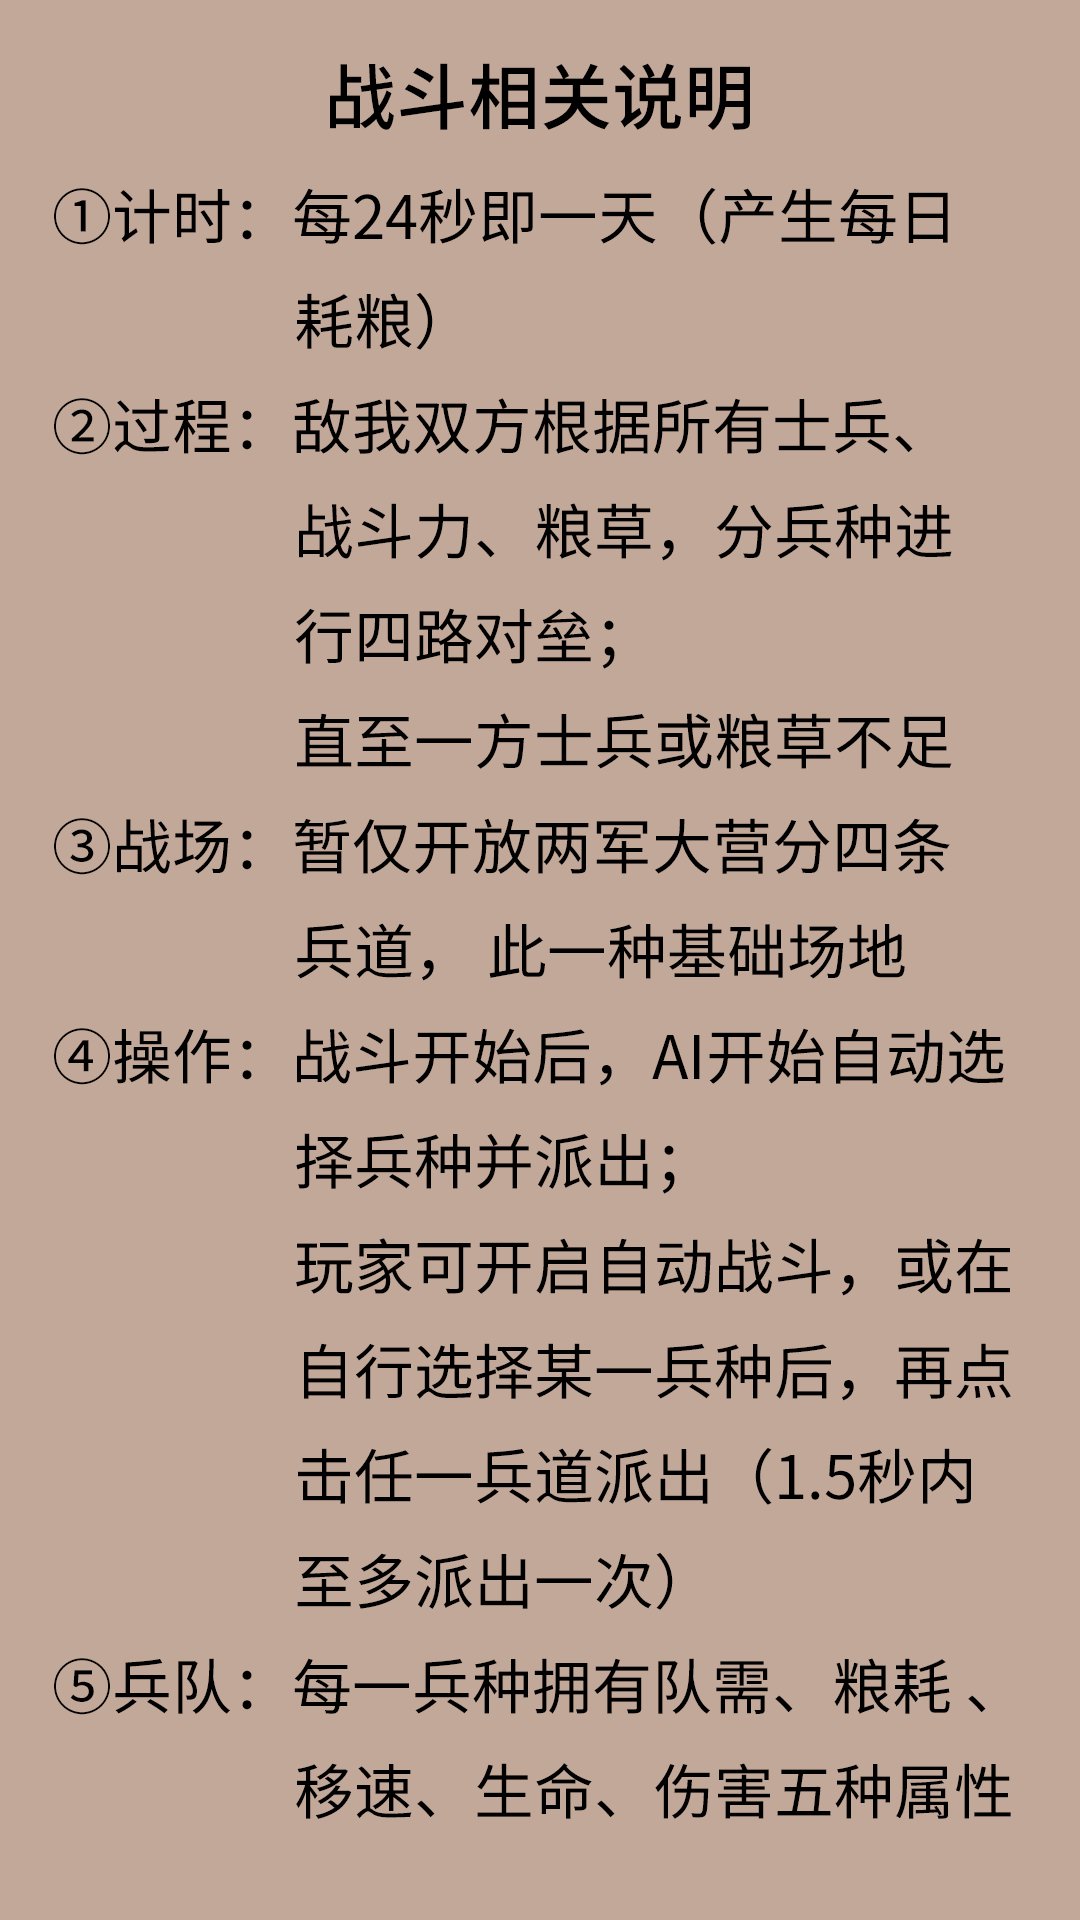 战斗相关说明
①计时：每24秒即一天（产生每日
耗粮）
②过程：敌我双方根据所有士兵、
战斗力、粮草，分兵种进
行四路对垒；
直至一方士兵或粮草不足
③战场：暂仅开放两军大营分四条
兵道， 此一种基础场地
④操作：战斗开始后，AI开始自动选
择兵种并派出；
玩家可开启自动战斗，或在
自行选择某一兵种后，再点
击任一兵道派出（1.5秒内
至多派出一次）
⑤兵队：每一兵种拥有队需、粮耗 、
移速、生命、伤害五种属性